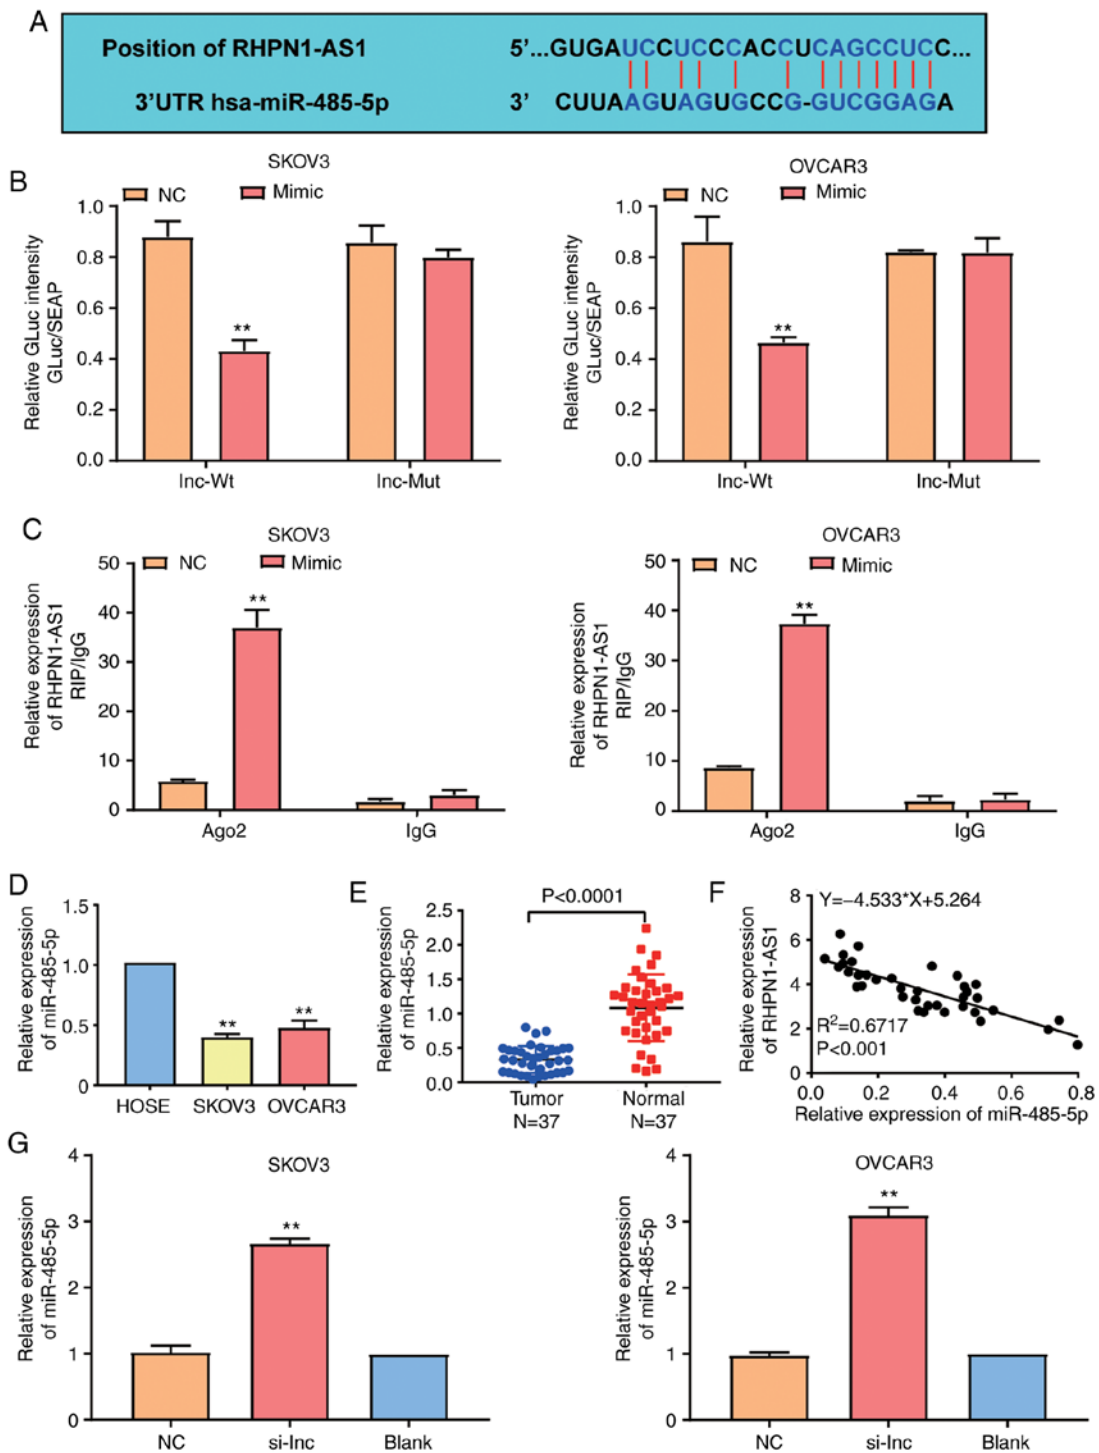 A
Position of RHPN1-AS1 5’...GUGAUCCUCCCACCUCAGCCUCC...
3’UTR hsa-miR-485-5p 3’ CUUAAGUAGUGCCG-GUCGGAGA
B
SKOV3
NC Mimic
Relative GLuc intensity
GLuc/SEAP
1.0
0.8
0.6
0.4
0.2
0.0
**
lnc-Wt lnc-Mut
OVCAR3
NC Mimic
Relative GLuc intensity
GLuc/SEAP
1.0
0.8
0.6
0.4
0.2
0.0
**
lnc-Wt lnc-Mut
C
SKOV3
NC Mimic
Relative expression
of RHPN1-AS1
RIP/IgG
50
40
30
20
10
0
**
Ago2 IgG
OVCAR3
NC Mimic
Relative expression
of RHPN1-AS1
RIP/IgG
50
40
30
20
10
0
**
Ago2 IgG
D
Relative expression
of miR-485-5p
1.5
1.0
0.5
0
** **
HOSE SKOV3 OVCAR3
E
Relative expression
of miR-485-5p
P<0.0001
2.5
2.0
1.5
1.0
0.5
0.0
Tumor Normal
N=37 N=37
F
Relative expression
of RHPN1-AS1
8
6
4
2
0
Y=−4.533*X+5.264
R²=0.6717
P<0.001
0.0 0.2 0.4 0.6 0.8
Relative expression of miR-485-5p
G
SKOV3
Relative expression
of miR-485-5p
4
3
2
1
0
**
NC si-lnc Blank
OVCAR3
Relative expression
of miR-485-5p
4
3
2
1
0
**
NC si-lnc Blank